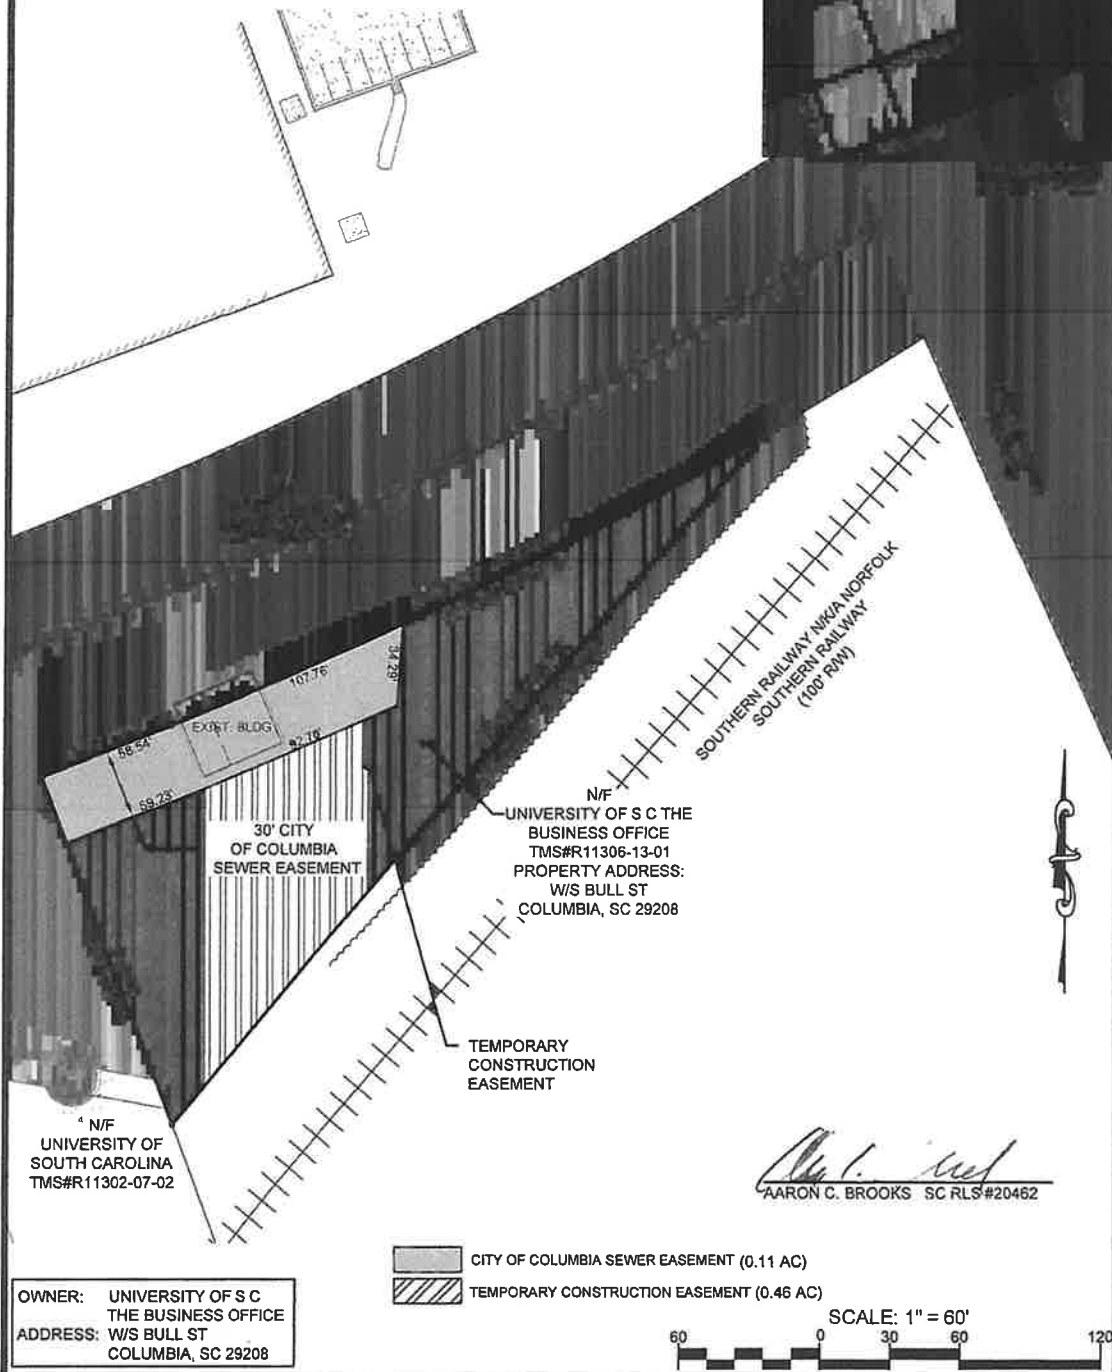 107.76'
34.29'
EXIST. BLDG
68.54'
92.70'
69.23'
30' CITY
OF COLUMBIA
SEWER EASEMENT
SOUTHERN RAILWAY N/K/A NORFOLK
SOUTHERN RAILWAY
(100' R/W)
N/F
UNIVERSITY OF S C THE
BUSINESS OFFICE
TMS#R11306-13-01
PROPERTY ADDRESS:
W/S BULL ST
COLUMBIA, SC 29208
TEMPORARY
CONSTRUCTION
EASEMENT
N/F
UNIVERSITY OF
SOUTH CAROLINA
TMS#R11302-07-02
AARON C. BROOKS SC RLS#20462
CITY OF COLUMBIA SEWER EASEMENT (0.11 AC)
TEMPORARY CONSTRUCTION EASEMENT (0.46 AC)
OWNER: UNIVERSITY OF S C
THE BUSINESS OFFICE
ADDRESS: W/S BULL ST
COLUMBIA, SC 29208
SCALE: 1" = 60'
60 0 30 60 120